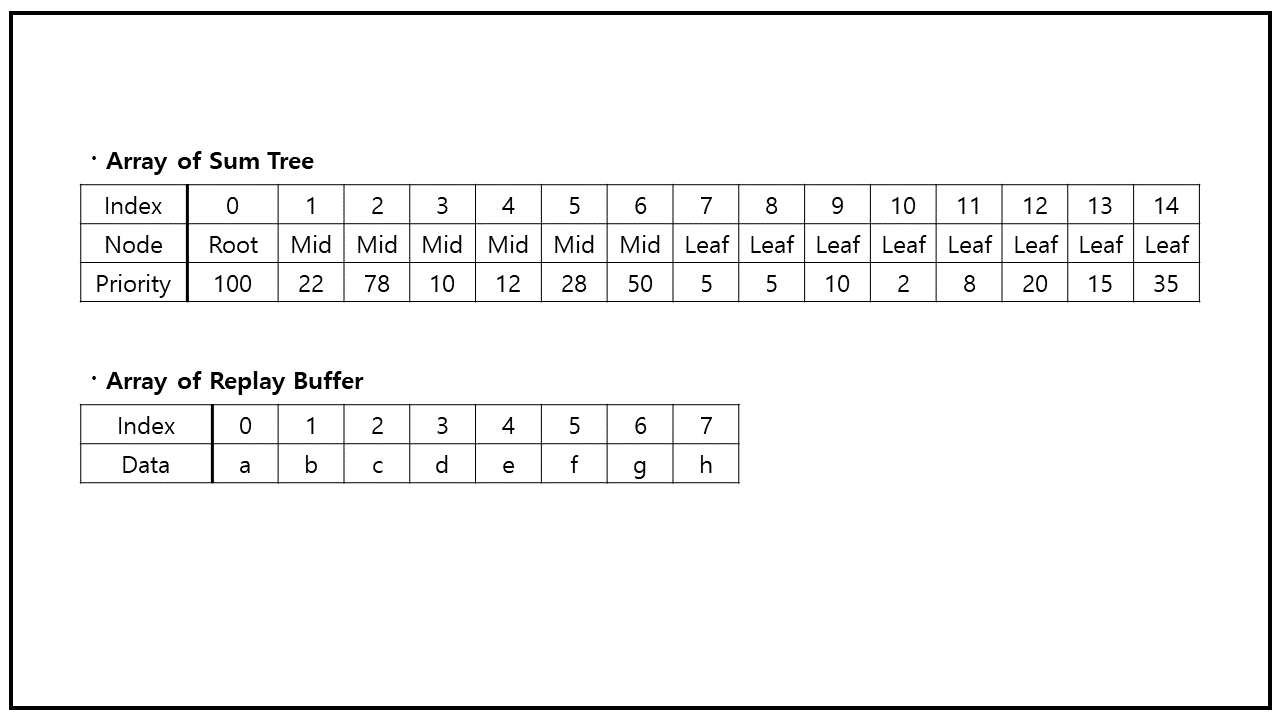 · Array of Sum Tree
Index 0 1 2 3 4 5 6 7 8 9 10 11 12 13 14
Node Root Mid Mid Mid Mid Mid Mid Leaf Leaf Leaf Leaf Leaf Leaf Leaf Leaf
Priority 100 22 78 10 12 28 50 5 5 10 2 8 20 15 35
· Array of Replay Buffer
Index 0 1 2 3 4 5 6 7
Data a b c d e f g h